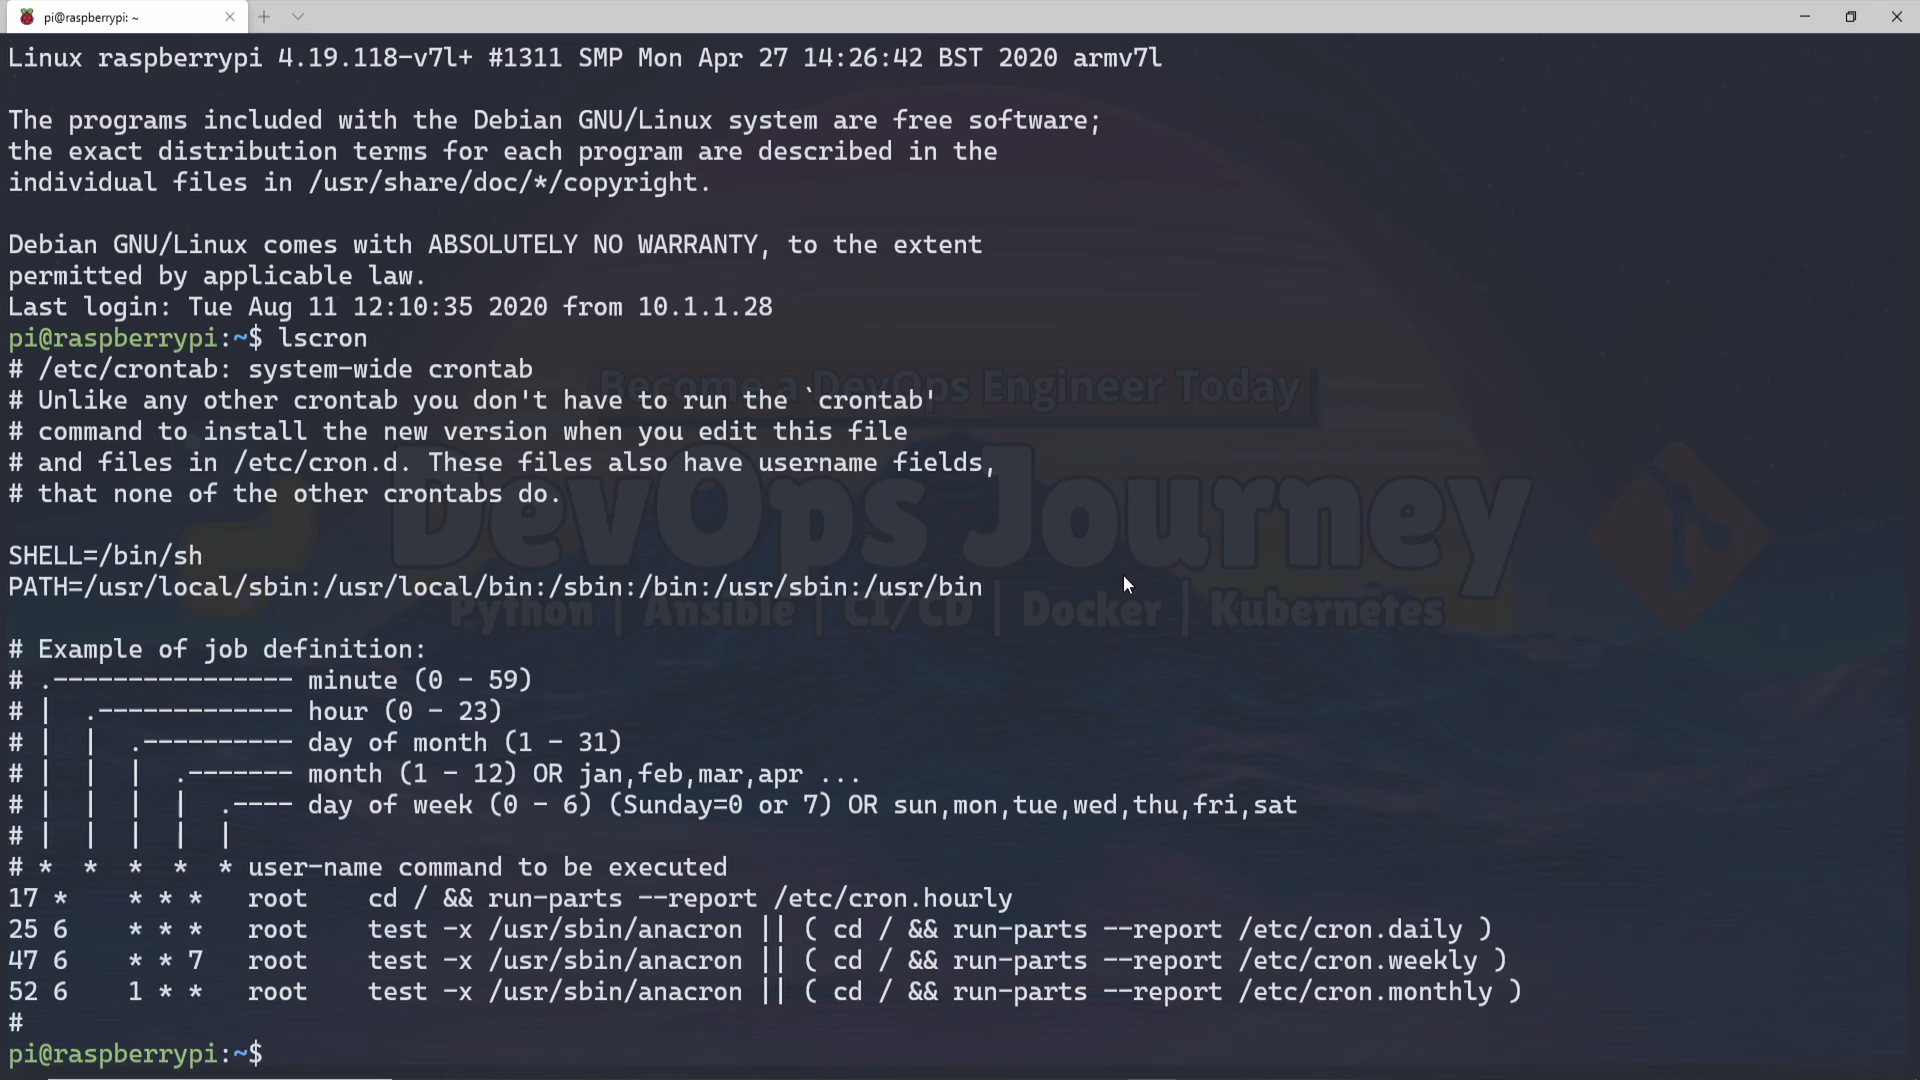 pi@raspberrypi: ~
Linux raspberrypi 4.19.118-v7l+ #1311 SMP Mon Apr 27 14:26:42 BST 2020 armv7l
The programs included with the Debian GNU/Linux system are free software;
the exact distribution terms for each program are described in the
individual files in /usr/share/doc/*/copyright.
Debian GNU/Linux comes with ABSOLUTELY NO WARRANTY, to the extent
permitted by applicable law.
Last login: Tue Aug 11 12:10:35 2020 from 10.1.1.28
pi@raspberrypi:~$ lscron
# /etc/crontab: system-wide crontab
Become a DevOps Engineer Today
# Unlike any other crontab you don't have to run the `crontab'
# command to install the new version when you edit this file
# and files in /etc/cron.d. These files also have username fields,
# that none of the other crontabs do.
DevOps Journey
SHELL=/bin/sh
PATH=/usr/local/sbin:/usr/local/bin:/sbin:/bin:/usr/sbin:/usr/bin
Python | Ansible | CI/CD | Docker | Kubernetes
# Example of job definition:
# .---------------- minute (0 - 59)
# |  .------------- hour (0 - 23)
# |  |  .---------- day of month (1 - 31)
# |  |  |  .------- month (1 - 12) OR jan,feb,mar,apr ...
# |  |  |  |  .---- day of week (0 - 6) (Sunday=0 or 7) OR sun,mon,tue,wed,thu,fri,sat
# |  |  |  |  |
# *  *  *  *  * user-name command to be executed
17 *    * * *   root    cd / && run-parts --report /etc/cron.hourly
25 6    * * *   root    test -x /usr/sbin/anacron || ( cd / && run-parts --report /etc/cron.daily )
47 6    * * 7   root    test -x /usr/sbin/anacron || ( cd / && run-parts --report /etc/cron.weekly )
52 6    1 * *   root    test -x /usr/sbin/anacron || ( cd / && run-parts --report /etc/cron.monthly )
#
pi@raspberrypi:~$